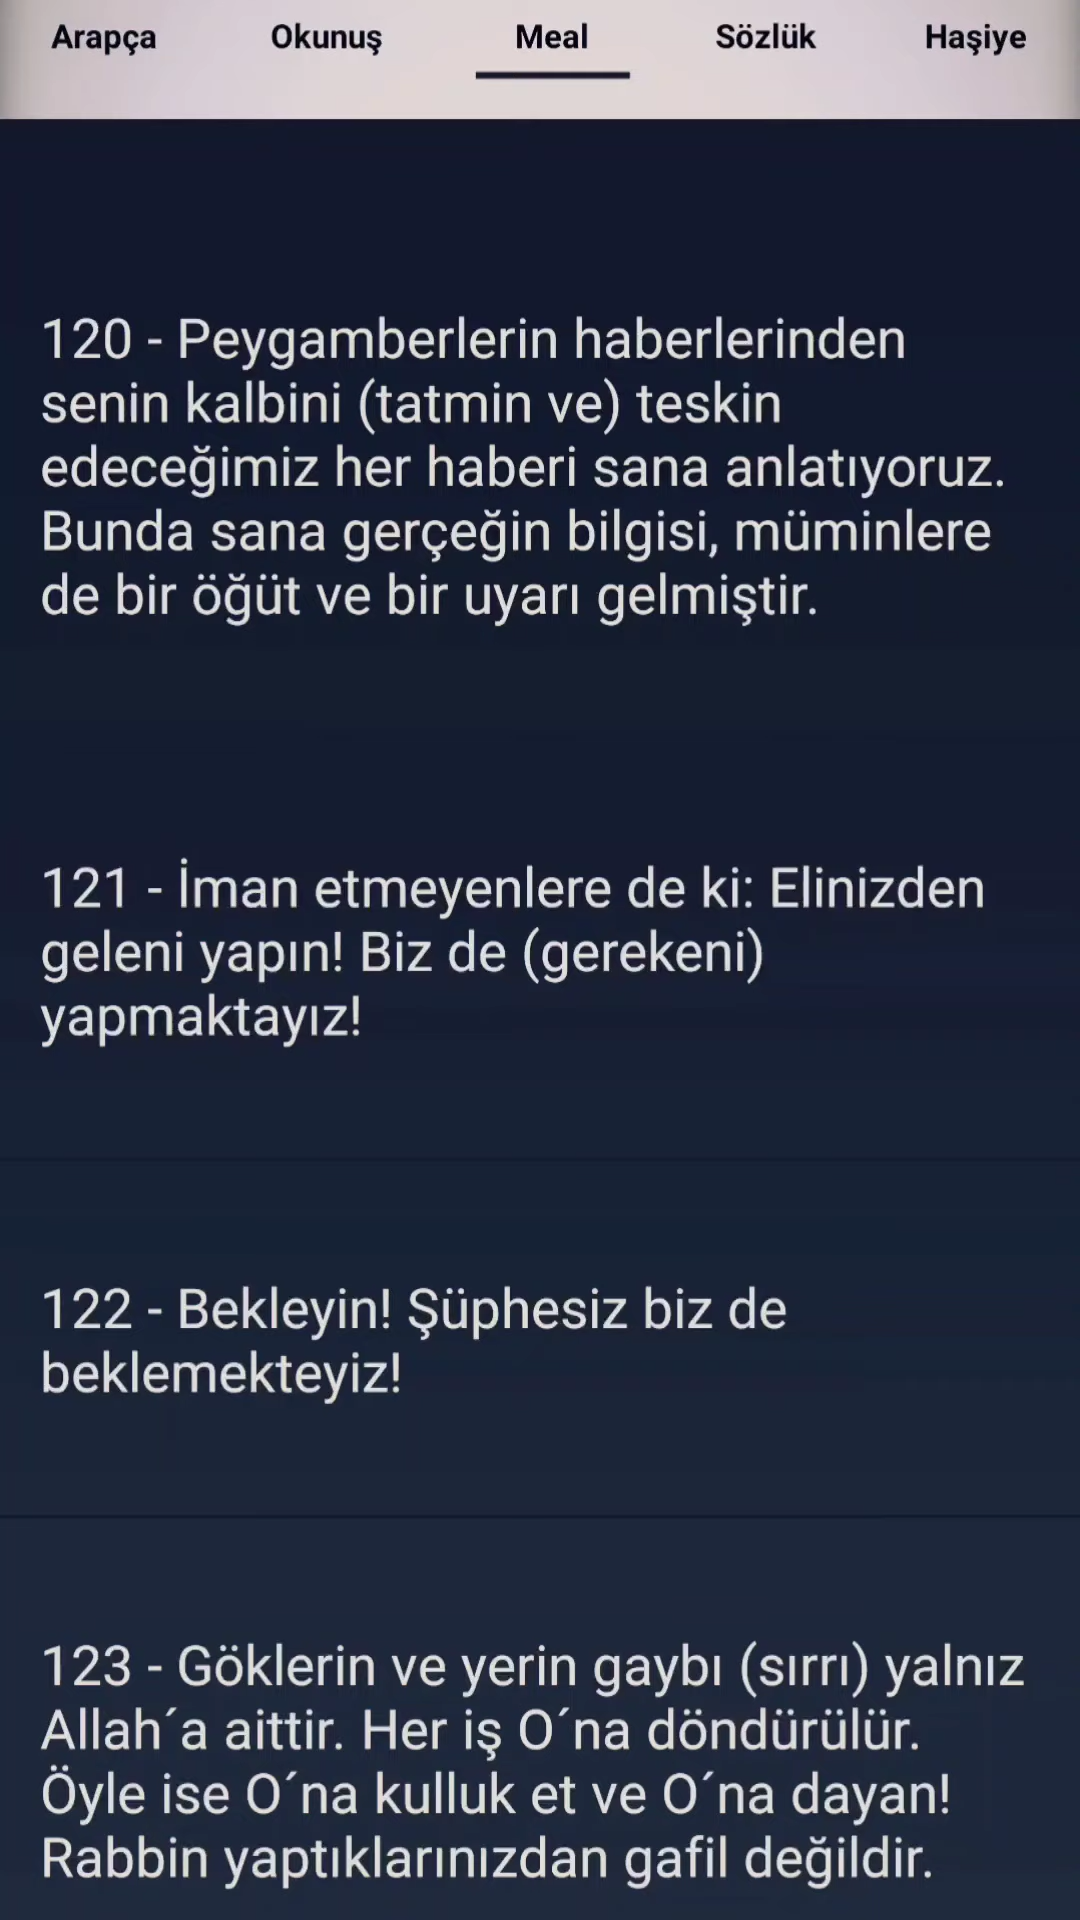 Arapça Okunuş Meal Sözlük Haşiye
120 - Peygamberlerin haberlerinden
senin kalbini (tatmin ve) teskin
edeceğimiz her haberi sana anlatıyoruz.
Bunda sana gerçeğin bilgisi, müminlere
de bir öğüt ve bir uyarı gelmiştir.
121 - İman etmeyenlere de ki: Elinizden
geleni yapın! Biz de (gerekeni)
yapmaktayız!
122 - Bekleyin! Şüphesiz biz de
beklemekteyiz!
123 - Göklerin ve yerin gaybı (sırrı) yalnız
Allah´a aittir. Her iş O´na döndürülür.
Öyle ise O´na kulluk et ve O´na dayan!
Rabbin yaptıklarınızdan gafil değildir.